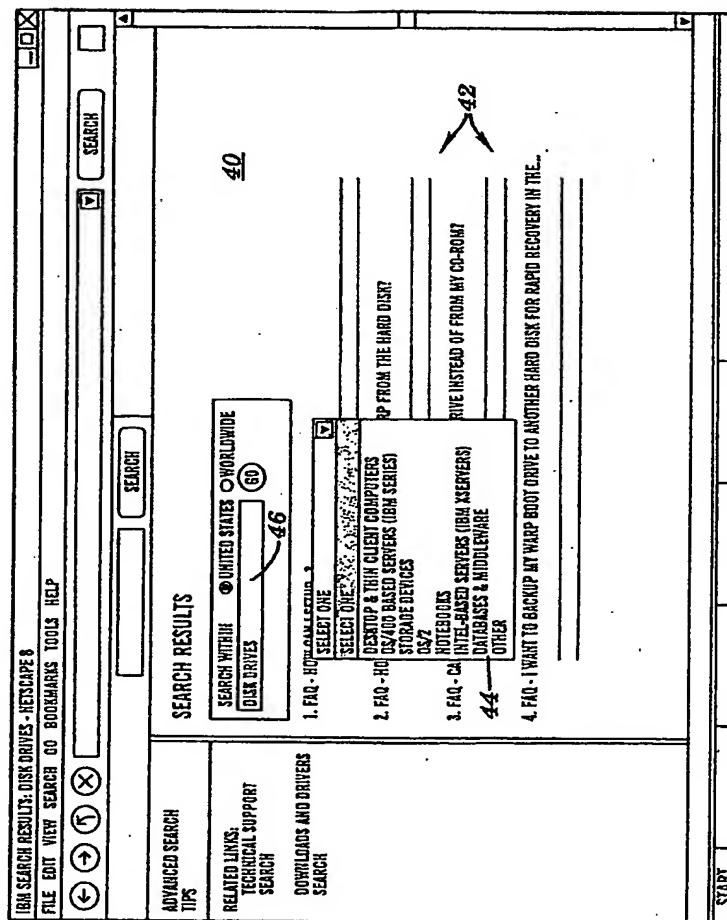 IBM SEARCH RESULTS: DISK DRIVES - NETSCAPE 8
FILE EDIT VIEW SEARCH GO BOOKMARKS TOOLS HELP
SEARCH
SEARCH
ADVANCED SEARCH
TIPS
RELATED LINKS:
TECHNICAL SUPPORT
SEARCH
DOWNLOADS AND DRIVERS
SEARCH
SEARCH RESULTS
40
SEARCH WITHIN UNITED STATES WORLDWIDE
DISK DRIVES GO
46
1. FAQ - HOW CAN I
SELECT ONE
SELECT ONE
DESKTOP & THIN CLIENT COMPUTERS
OS/400 BASED SERVERS (IBM SERIES)
STORAGE DEVICES
OS/2
NOTEBOOKS
INTEL-BASED SERVERS (IBM XSERVERS)
DATABASES & MIDDLEWARE
OTHER
44
2. FAQ - HO RP FROM THE HARD DISK?
42
3. FAQ - CA RIVE INSTEAD OF FROM MY CD-ROM?
4. FAQ - I WANT TO BACKUP MY WARP BOOT DRIVE TO ANOTHER HARD DISK FOR RAPID RECOVERY IN THE...
START